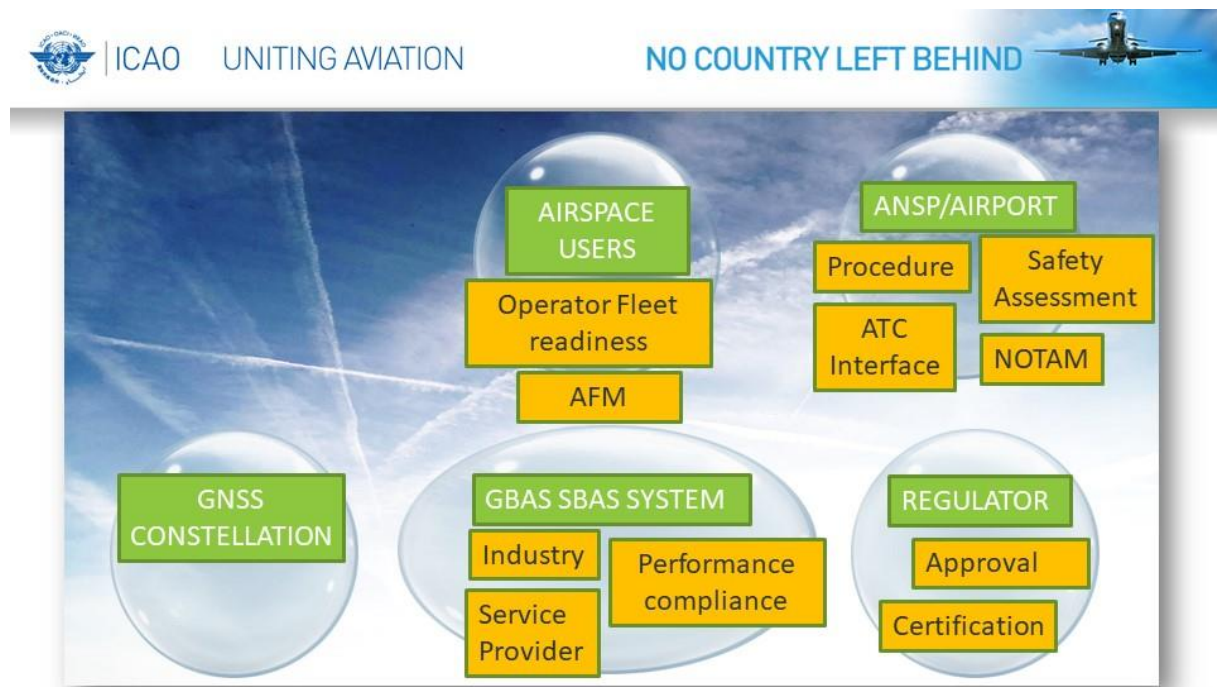 ICAO
UNITING AVIATION
NO COUNTRY LEFT BEHIND
AIRSPACE
USERS
Operator Fleet
readiness
AFM
ANSP/AIRPORT
Procedure
Safety
Assessment
ATC
Interface
NOTAM
GNSS
CONSTELLATION
GBAS SBAS SYSTEM
Industry
Performance
compliance
Service
Provider
REGULATOR
Approval
Certification